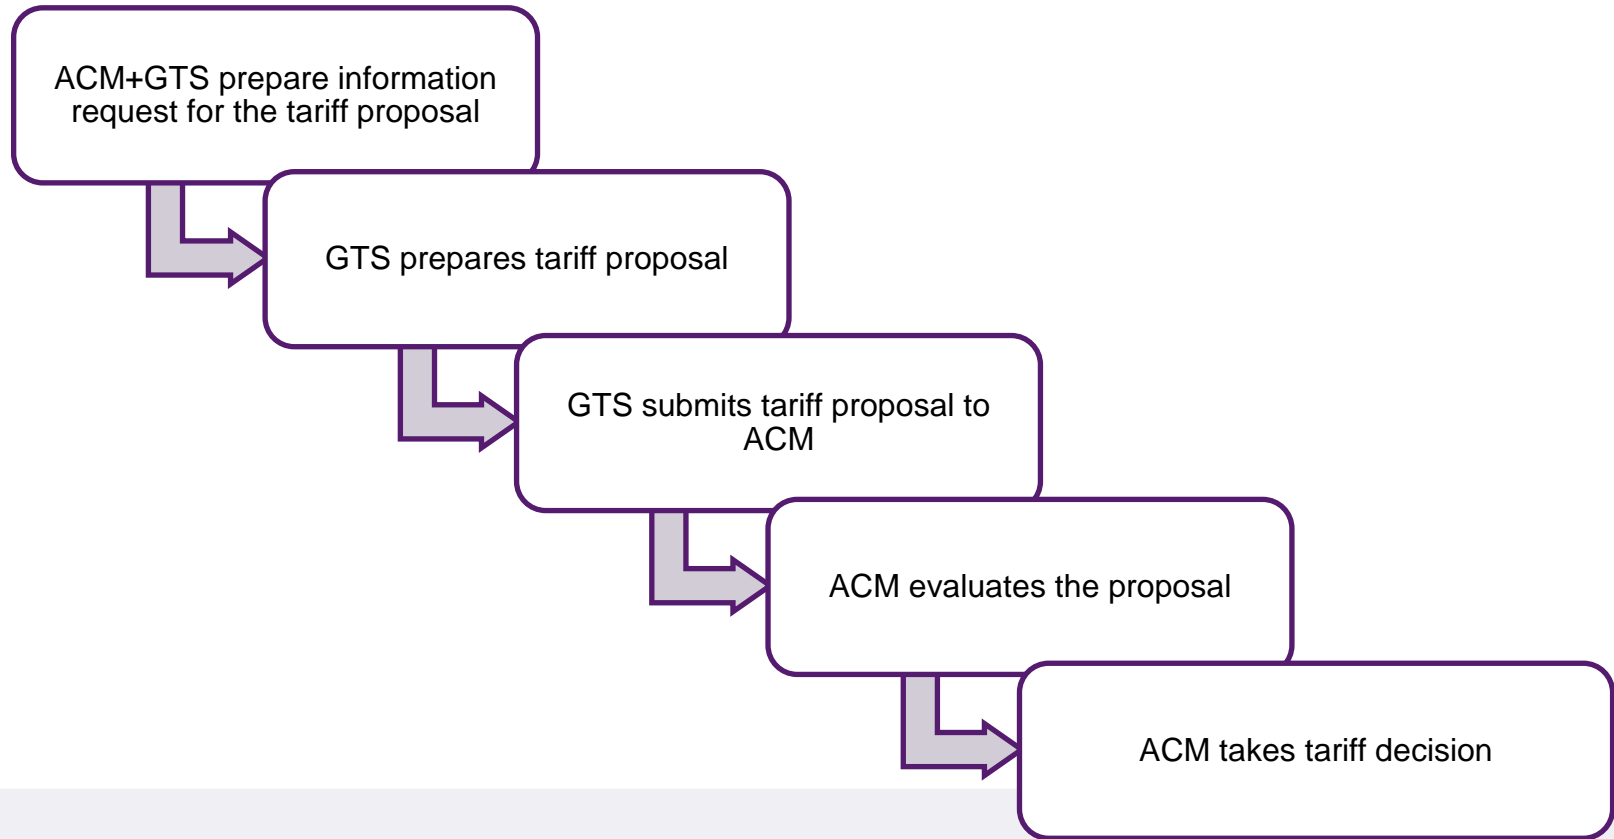 ACM+GTS prepare information
request for the tariff proposal
GTS prepares tariff proposal
GTS submits tariff proposal to
ACM
ACM evaluates the proposal
ACM takes tariff decision